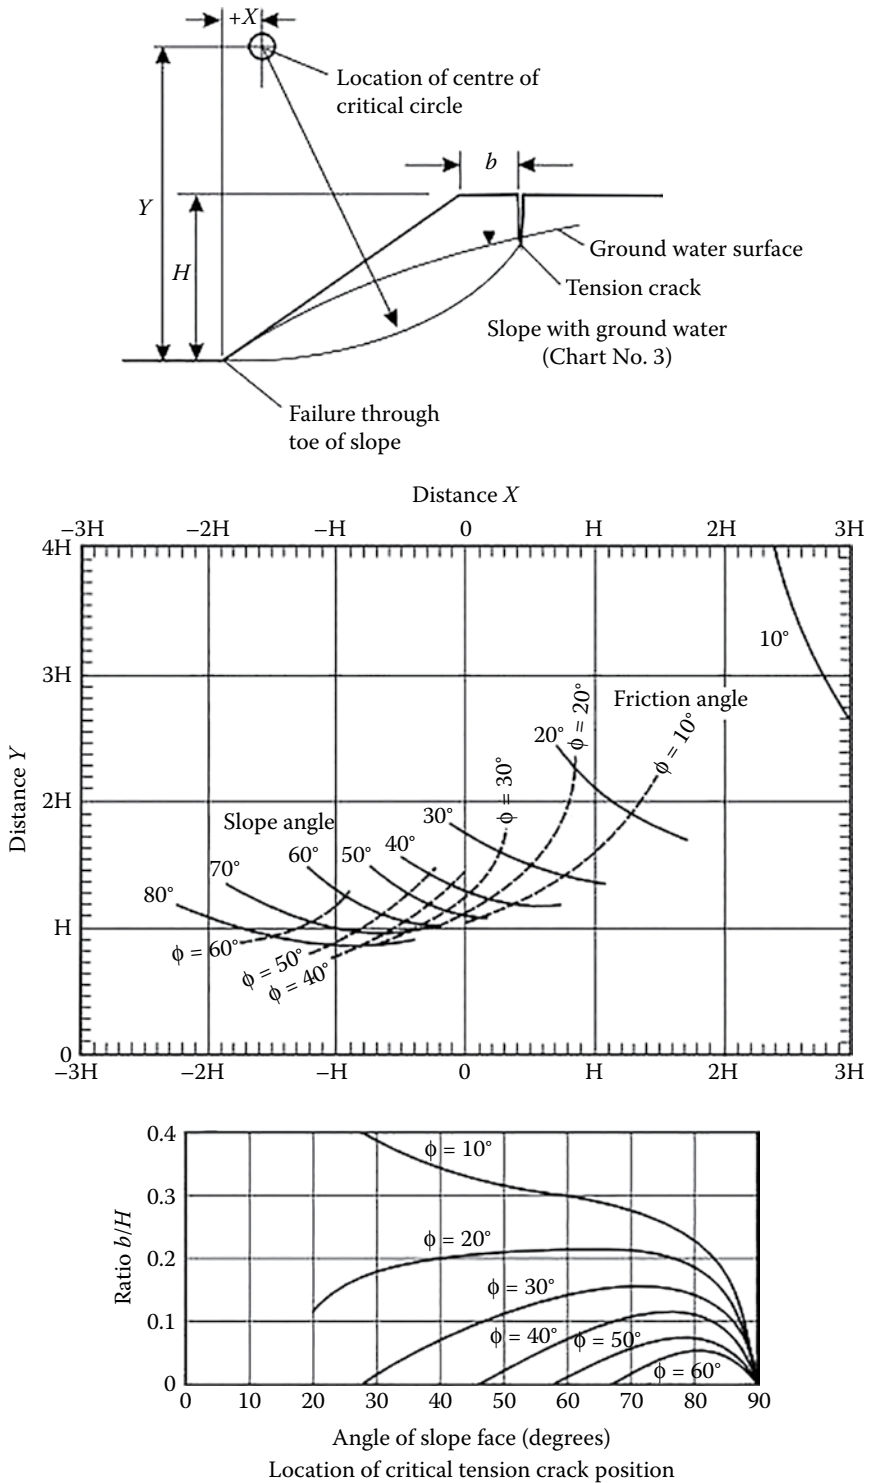 +X
Location of centre of
critical circle
b
Y
H
Ground water surface
Tension crack
Slope with ground water
(Chart No. 3)
Failure through
toe of slope
Distance X
−3H −2H −H 0 H 2H 3H
4H
10°
3H
Friction angle
20°
ϕ = 20°
ϕ = 10°
ϕ = 30°
Distance Y
2H
Slope angle
30°
40°
50°
60°
70°
80°
H
ϕ = 60°
ϕ = 50°
ϕ = 40°
0
−3H −2H −H 0 H 2H 3H
0.4
ϕ = 10°
0.3
Ratio b/H
ϕ = 20°
0.2
ϕ = 30°
0.1
ϕ = 40°
ϕ = 50°
ϕ = 60°
0
0 10 20 30 40 50 60 70 80 90
Angle of slope face (degrees)
Location of critical tension crack position